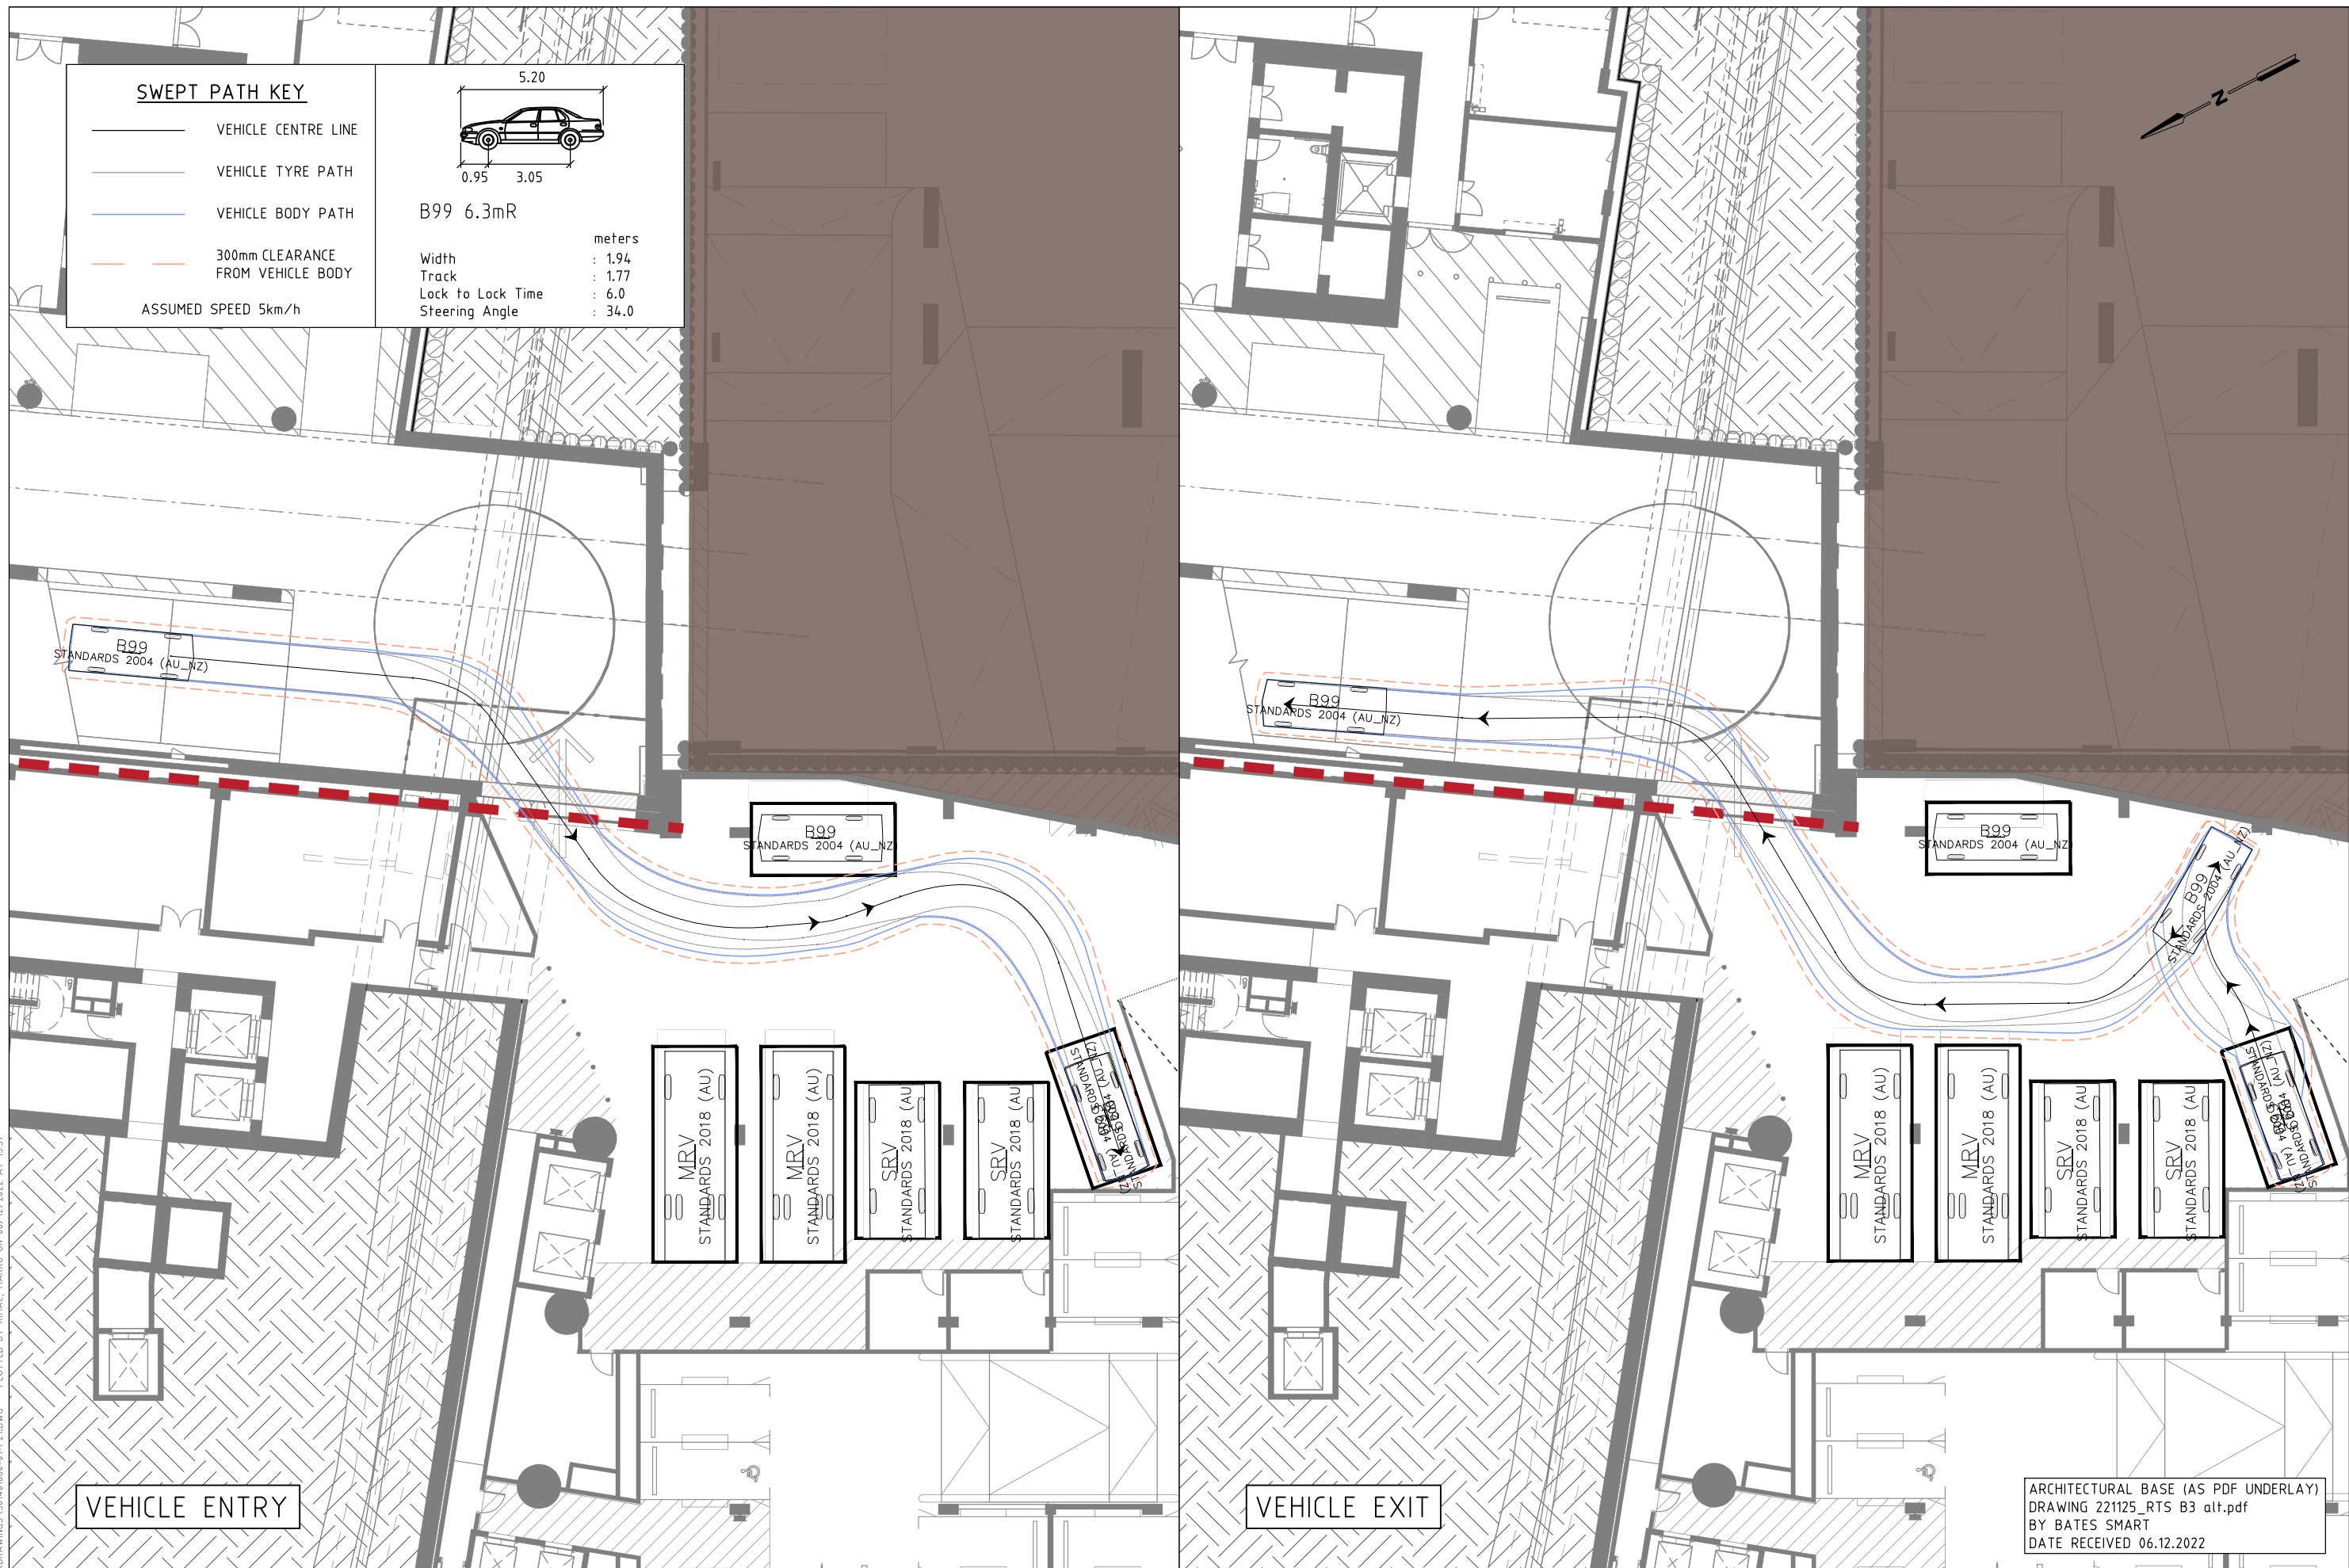 SWEPT PATH KEY
VEHICLE CENTRE LINE
VEHICLE TYRE PATH
VEHICLE BODY PATH
300mm CLEARANCE
FROM VEHICLE BODY
ASSUMED SPEED 5km/h
5.20
0.95 3.05
B99 6.3mR
meters
Width : 1.94
Track : 1.77
Lock to Lock Time : 6.0
Steering Angle : 34.0
B99
STANDARDS 2004 (AU_NZ)
B99
STANDARDS 2004 (AU_NZ)
MRV
STANDARDS 2018 (AU)
MRV
STANDARDS 2018 (AU)
SRV
STANDARDS 2018 (AU
SRV
STANDARDS 2018 (AU
VEHICLE ENTRY
N
B99
STANDARDS 2004 (AU_NZ)
B99
STANDARDS 2004 (AU_NZ)
B99
STANDARDS 2004 (AU_NZ)
MRV
STANDARDS 2018 (AU)
MRV
STANDARDS 2018 (AU)
SRV
STANDARDS 2018 (AU
SRV
STANDARDS 2018 (AU
VEHICLE EXIT
ARCHITECTURAL BASE (AS PDF UNDERLAY)
DRAWING 221125_RTS B3 alt.pdf
BY BATES SMART
DATE RECEIVED 06.12.2022